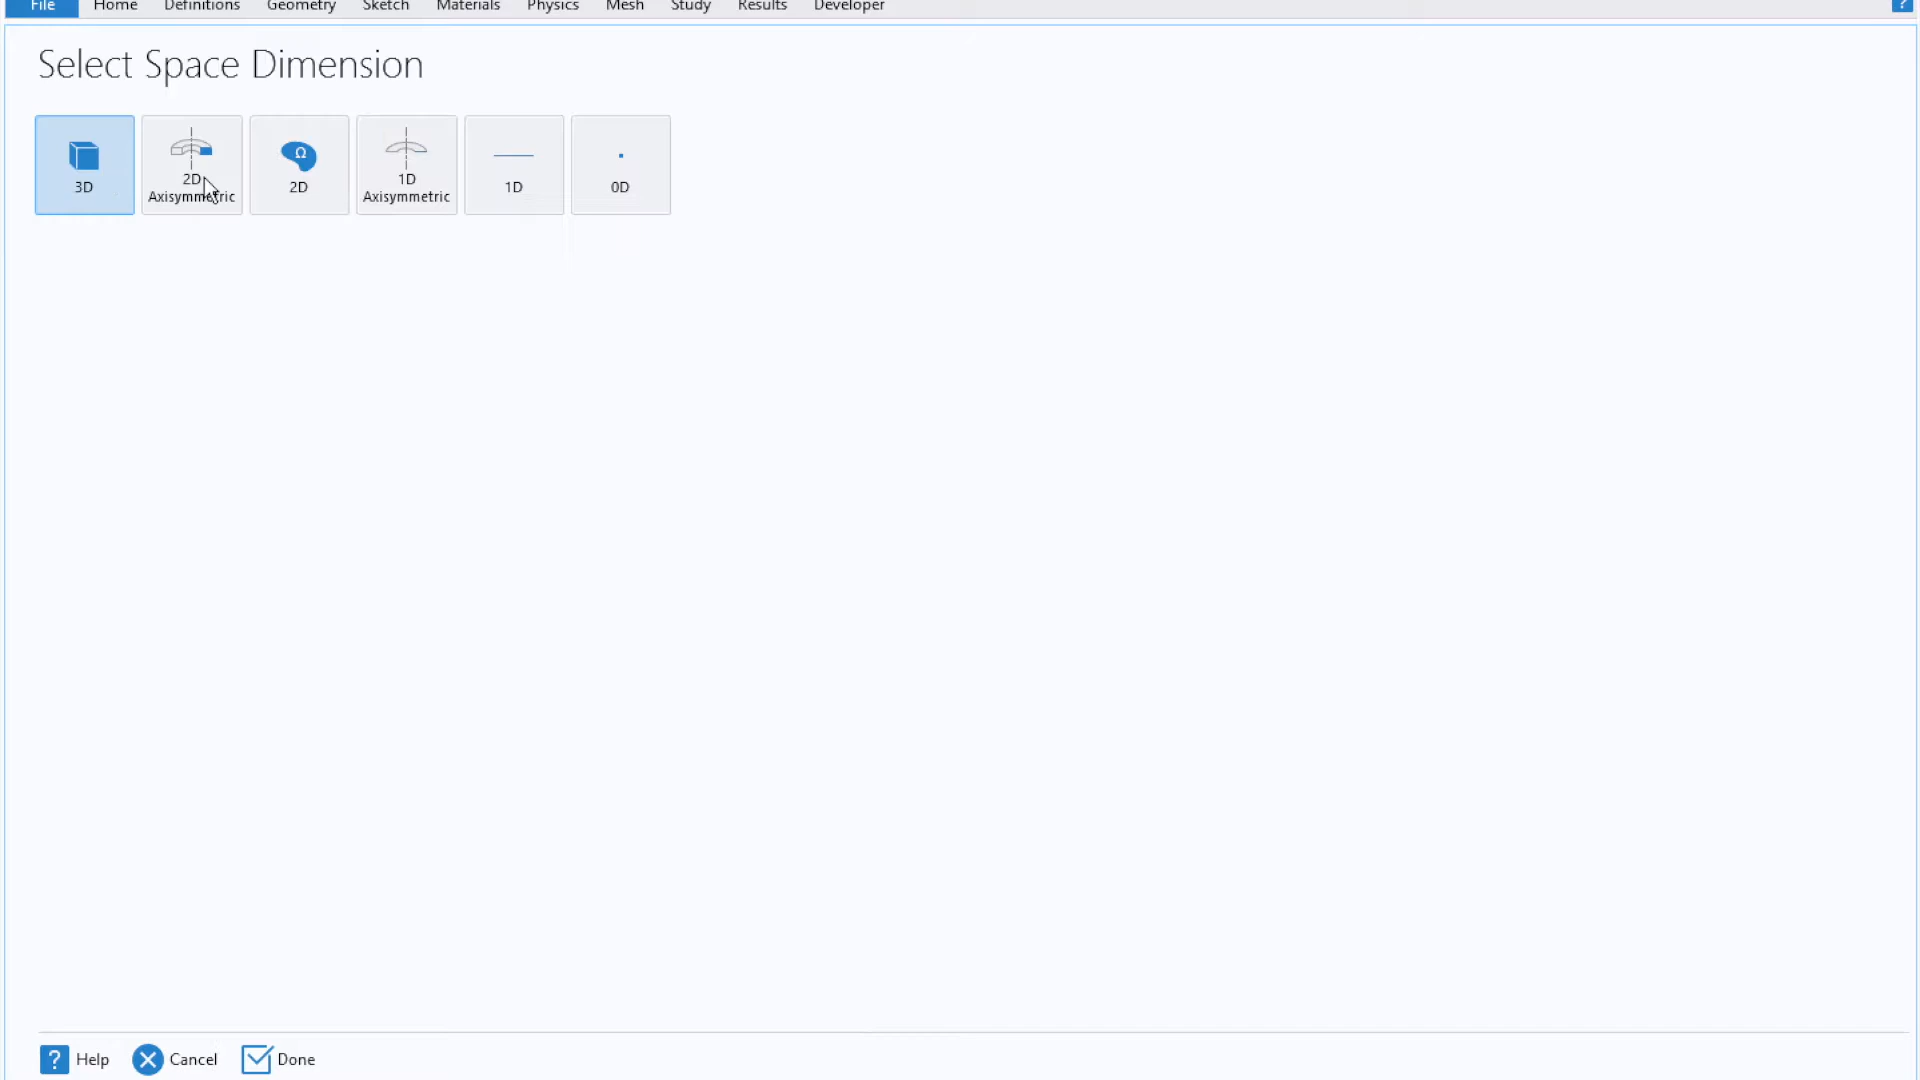 File Home Definitions Geometry Sketch Materials Physics Mesh Study Results Developer ?
Select Space Dimension
3D
2D Axisymmetric
Ω
2D
1D Axisymmetric
1D
0D
? Help Cancel Done